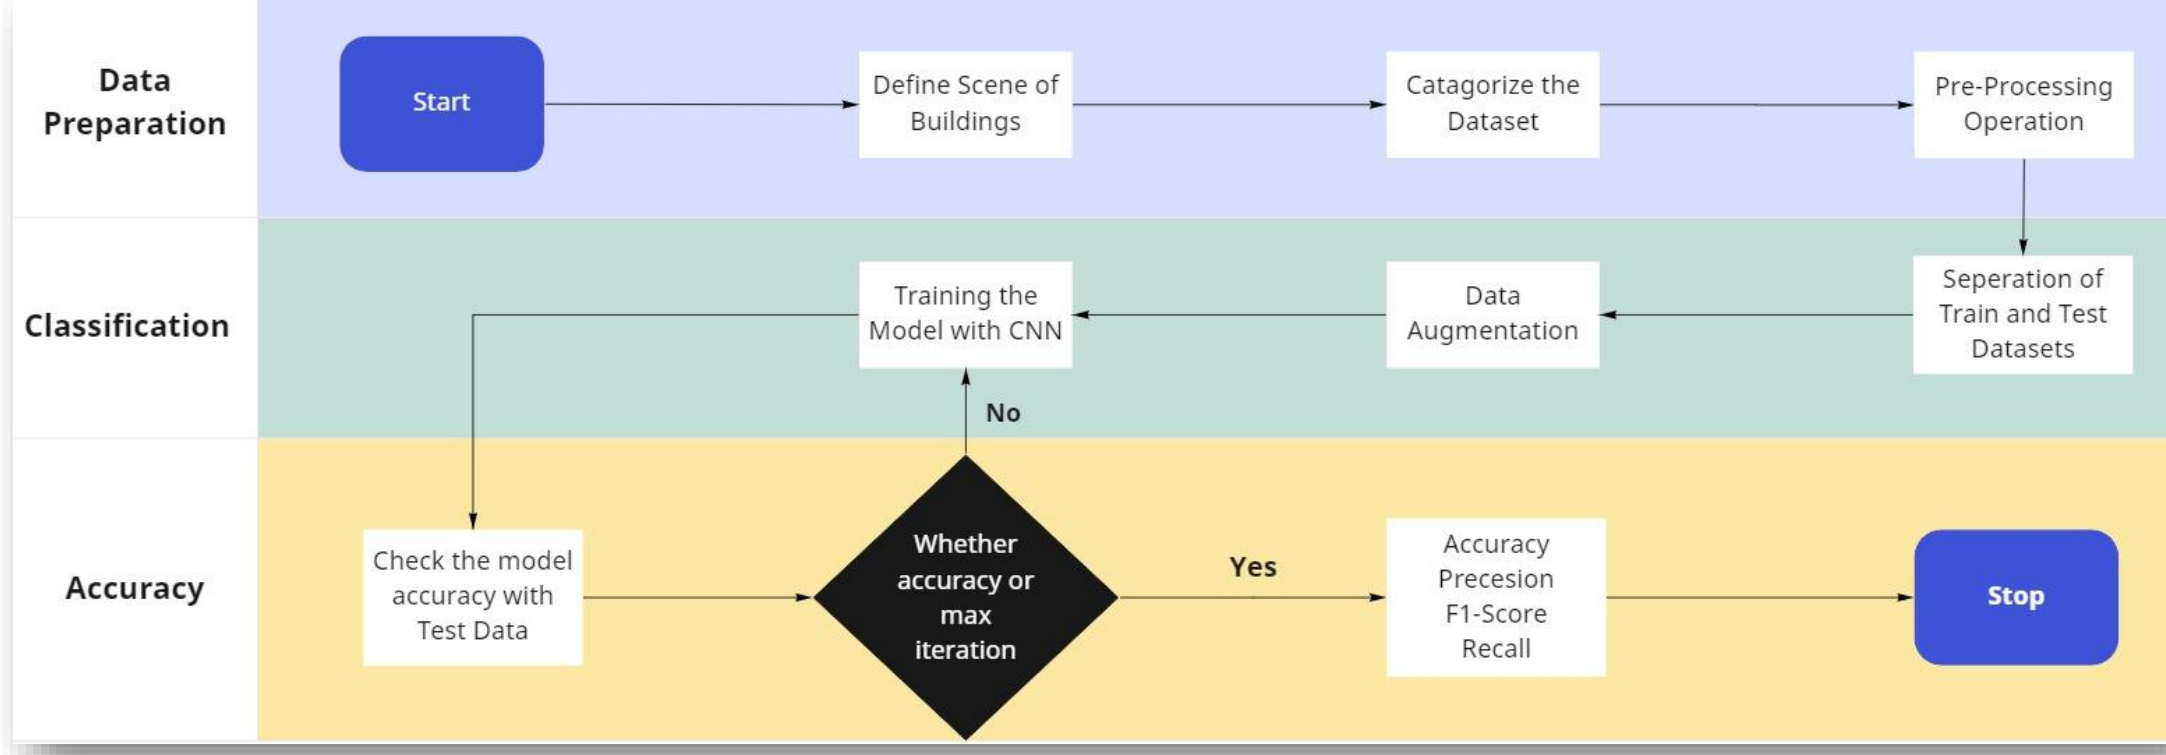 Data
Preparation
Start
Define Scene of
Buildings
Catagorize the
Dataset
Pre-Processing
Operation
Classification
Training the
Model with CNN
Data
Augmentation
Seperation of
Train and Test
Datasets
No
Accuracy
Check the model
accuracy with
Test Data
Whether
accuracy or
max
iteration
Yes
Accuracy
Precesion
F1-Score
Recall
Stop